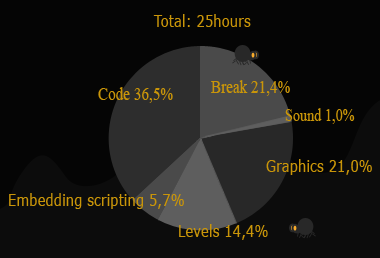 Total: 25hours
Code 36,5%
Break 21,4%
Sound 1,0%
Graphics 21,0%
Embedding scripting 5,7%
Levels 14,4%